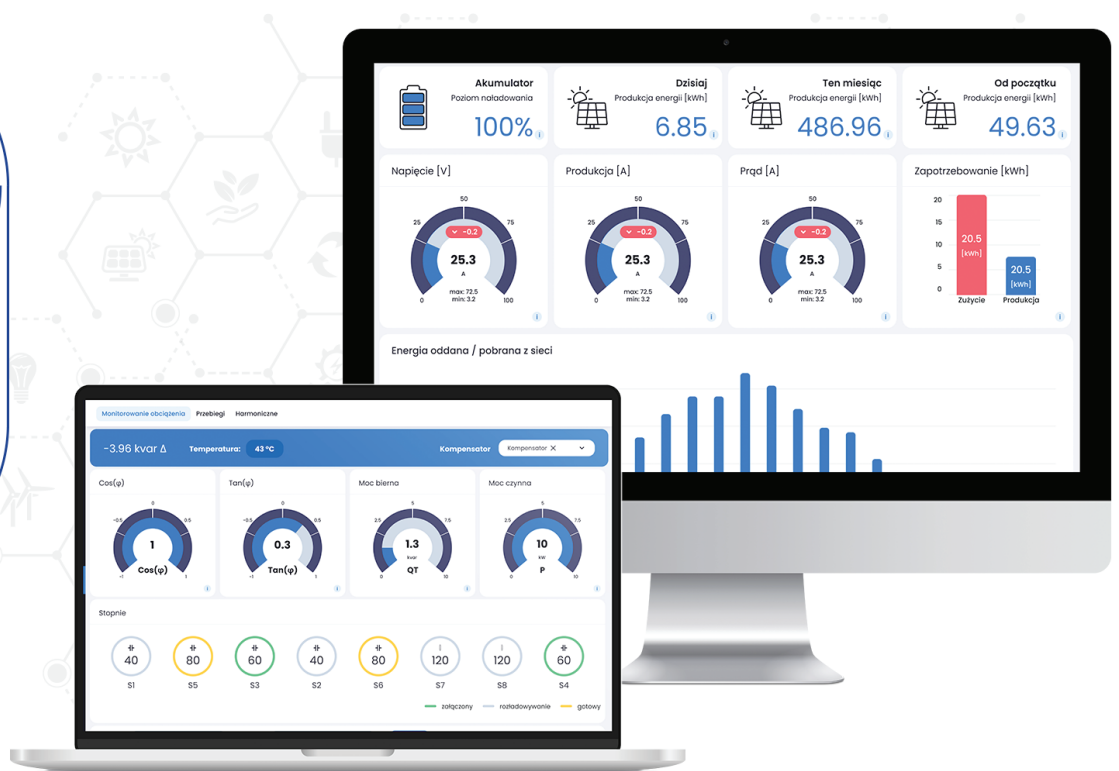 Akumulator
Poziom naładowania
100%
Dzisiaj
Produkcja energii [kWh]
6.85
Ten miesiąc
Produkcja energii [kWh]
486.96
Od początku
Produkcja energii [kWh]
49.63
Napięcie [V]
50
25
75
-0.2
25.3
A
max: 72.5
min: 3.2
0
100
Produkcja [A]
50
25
75
-0.2
25.3
A
max: 72.5
min: 3.2
0
100
Prąd [A]
50
25
75
-0.2
25.3
A
max: 72.5
min: 3.2
0
100
Zapotrzebowanie [kWh]
20
15
10
5
0
20.5
[kWh]
20.5
[kWh]
Zużycie
Produkcja
Energia oddana / pobrana z sieci
Monitorowanie obciążenia Przebiegi Harmoniczne
-3.96 kvar Δ Temperatura: 43 °C Kompensator Kompensator X
Cos(φ)
0
-0.5
0.5
1
Cos(φ)
-1
1
Tan(φ)
0
-0.5
0.5
0.3
Tan(φ)
-1
1
Moc bierna
5
2.5
7.5
1.3
kvar
QT
0
10
Moc czynna
5
2.5
7.5
10
kW
P
0
10
Stopnie
40 80 60 40 80 120 120 60
S1 S5 S3 S2 S6 S7 S8 S4
załączony rozładowywanie gotowy